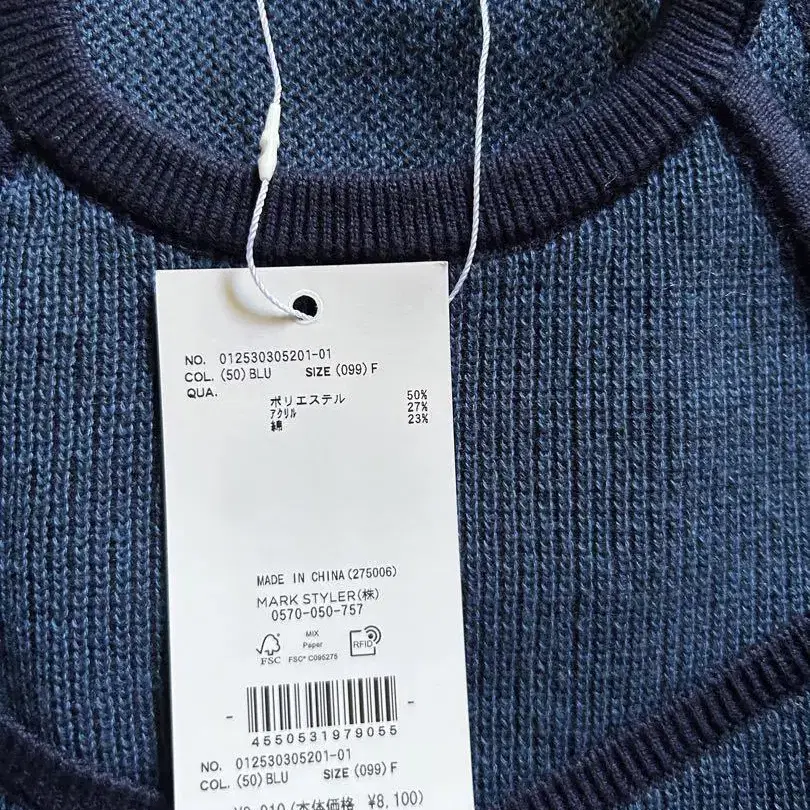 NO. 012530305201-01
COL. (50) BLU SIZE (099) F
QUA.
ポリエステル 50%
アクリル 27%
綿 23%
MADE IN CHINA (275006)
MARK STYLER(株)
0570-050-757
FSC
MIX
Paper
FSC® C095275
RFID
4550531979055
NO. 012530305201-01
COL. (50) BLU SIZE (099) F
(本体価格 ¥8,100)